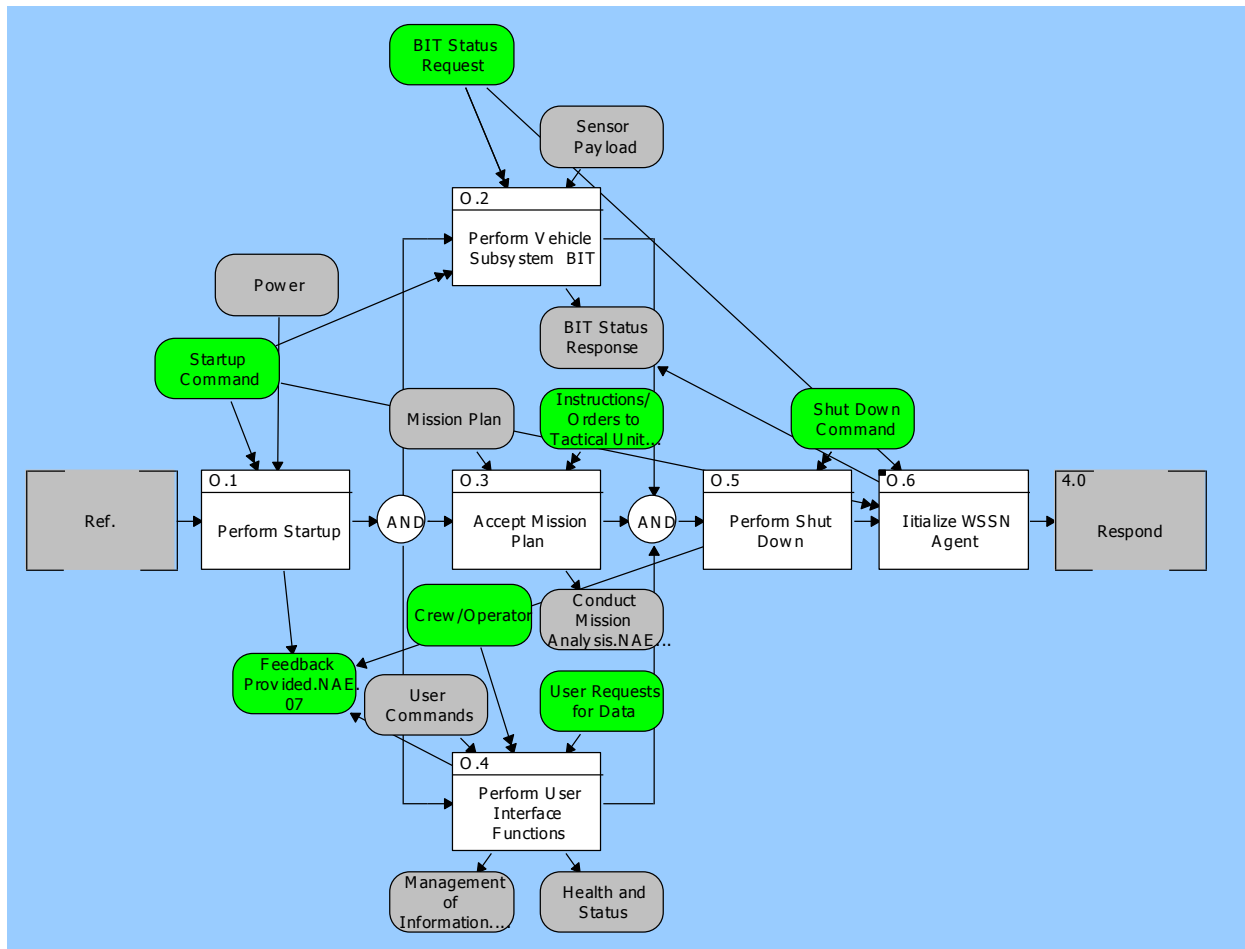 BIT Status
Request
Sensor
Payload
O.2
Perform Vehicle
Subsystem BIT
Power
BIT Status
Response
Startup
Command
Mission Plan
Instructions/
Orders to
Tactical Unit...
Shut Down
Command
Ref.
O.1
Perform Startup
AND
O.3
Accept Mission
Plan
AND
O.5
Perform Shut
Down
O.6
Iitialize WSSN
Agent
4.0
Respond
Crew/Operator
Conduct
Mission
Analysis.NAE...
Feedback
Provided.NAE.
07
User
Commands
User Requests
for Data
O.4
Perform User
Interface
Functions
Management
of
Information....
Health and
Status